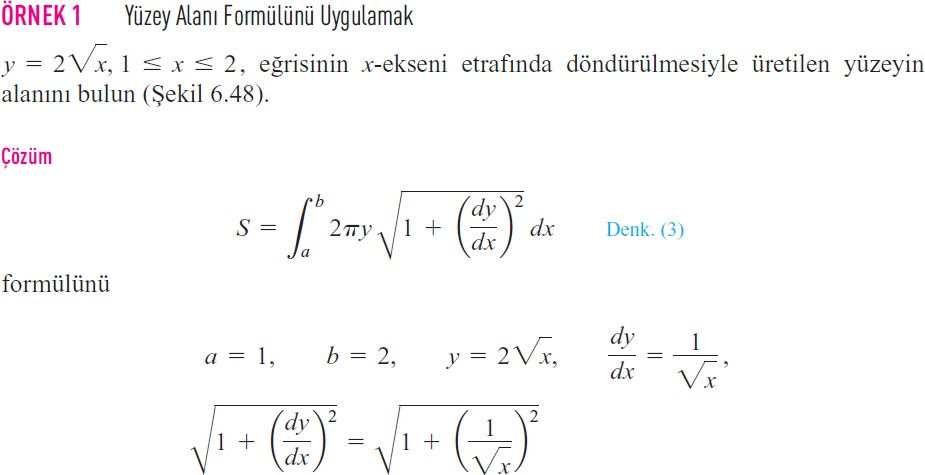 ÖRNEK 1 Yüzey Alanı Formülünü Uygulamak
y = 2√x, 1 ≤ x ≤ 2, eğrisinin x-ekseni etrafında döndürülmesiyle üretilen yüzeyin
alanını bulun (Şekil 6.48).
Çözüm
S = ∫_a^b 2πy √(1 + (dy/dx)^2) dx Denk. (3)
formülünü
a = 1, b = 2, y = 2√x, dy/dx = 1/√x,
√(1 + (dy/dx)^2) = √(1 + (1/√x)^2)